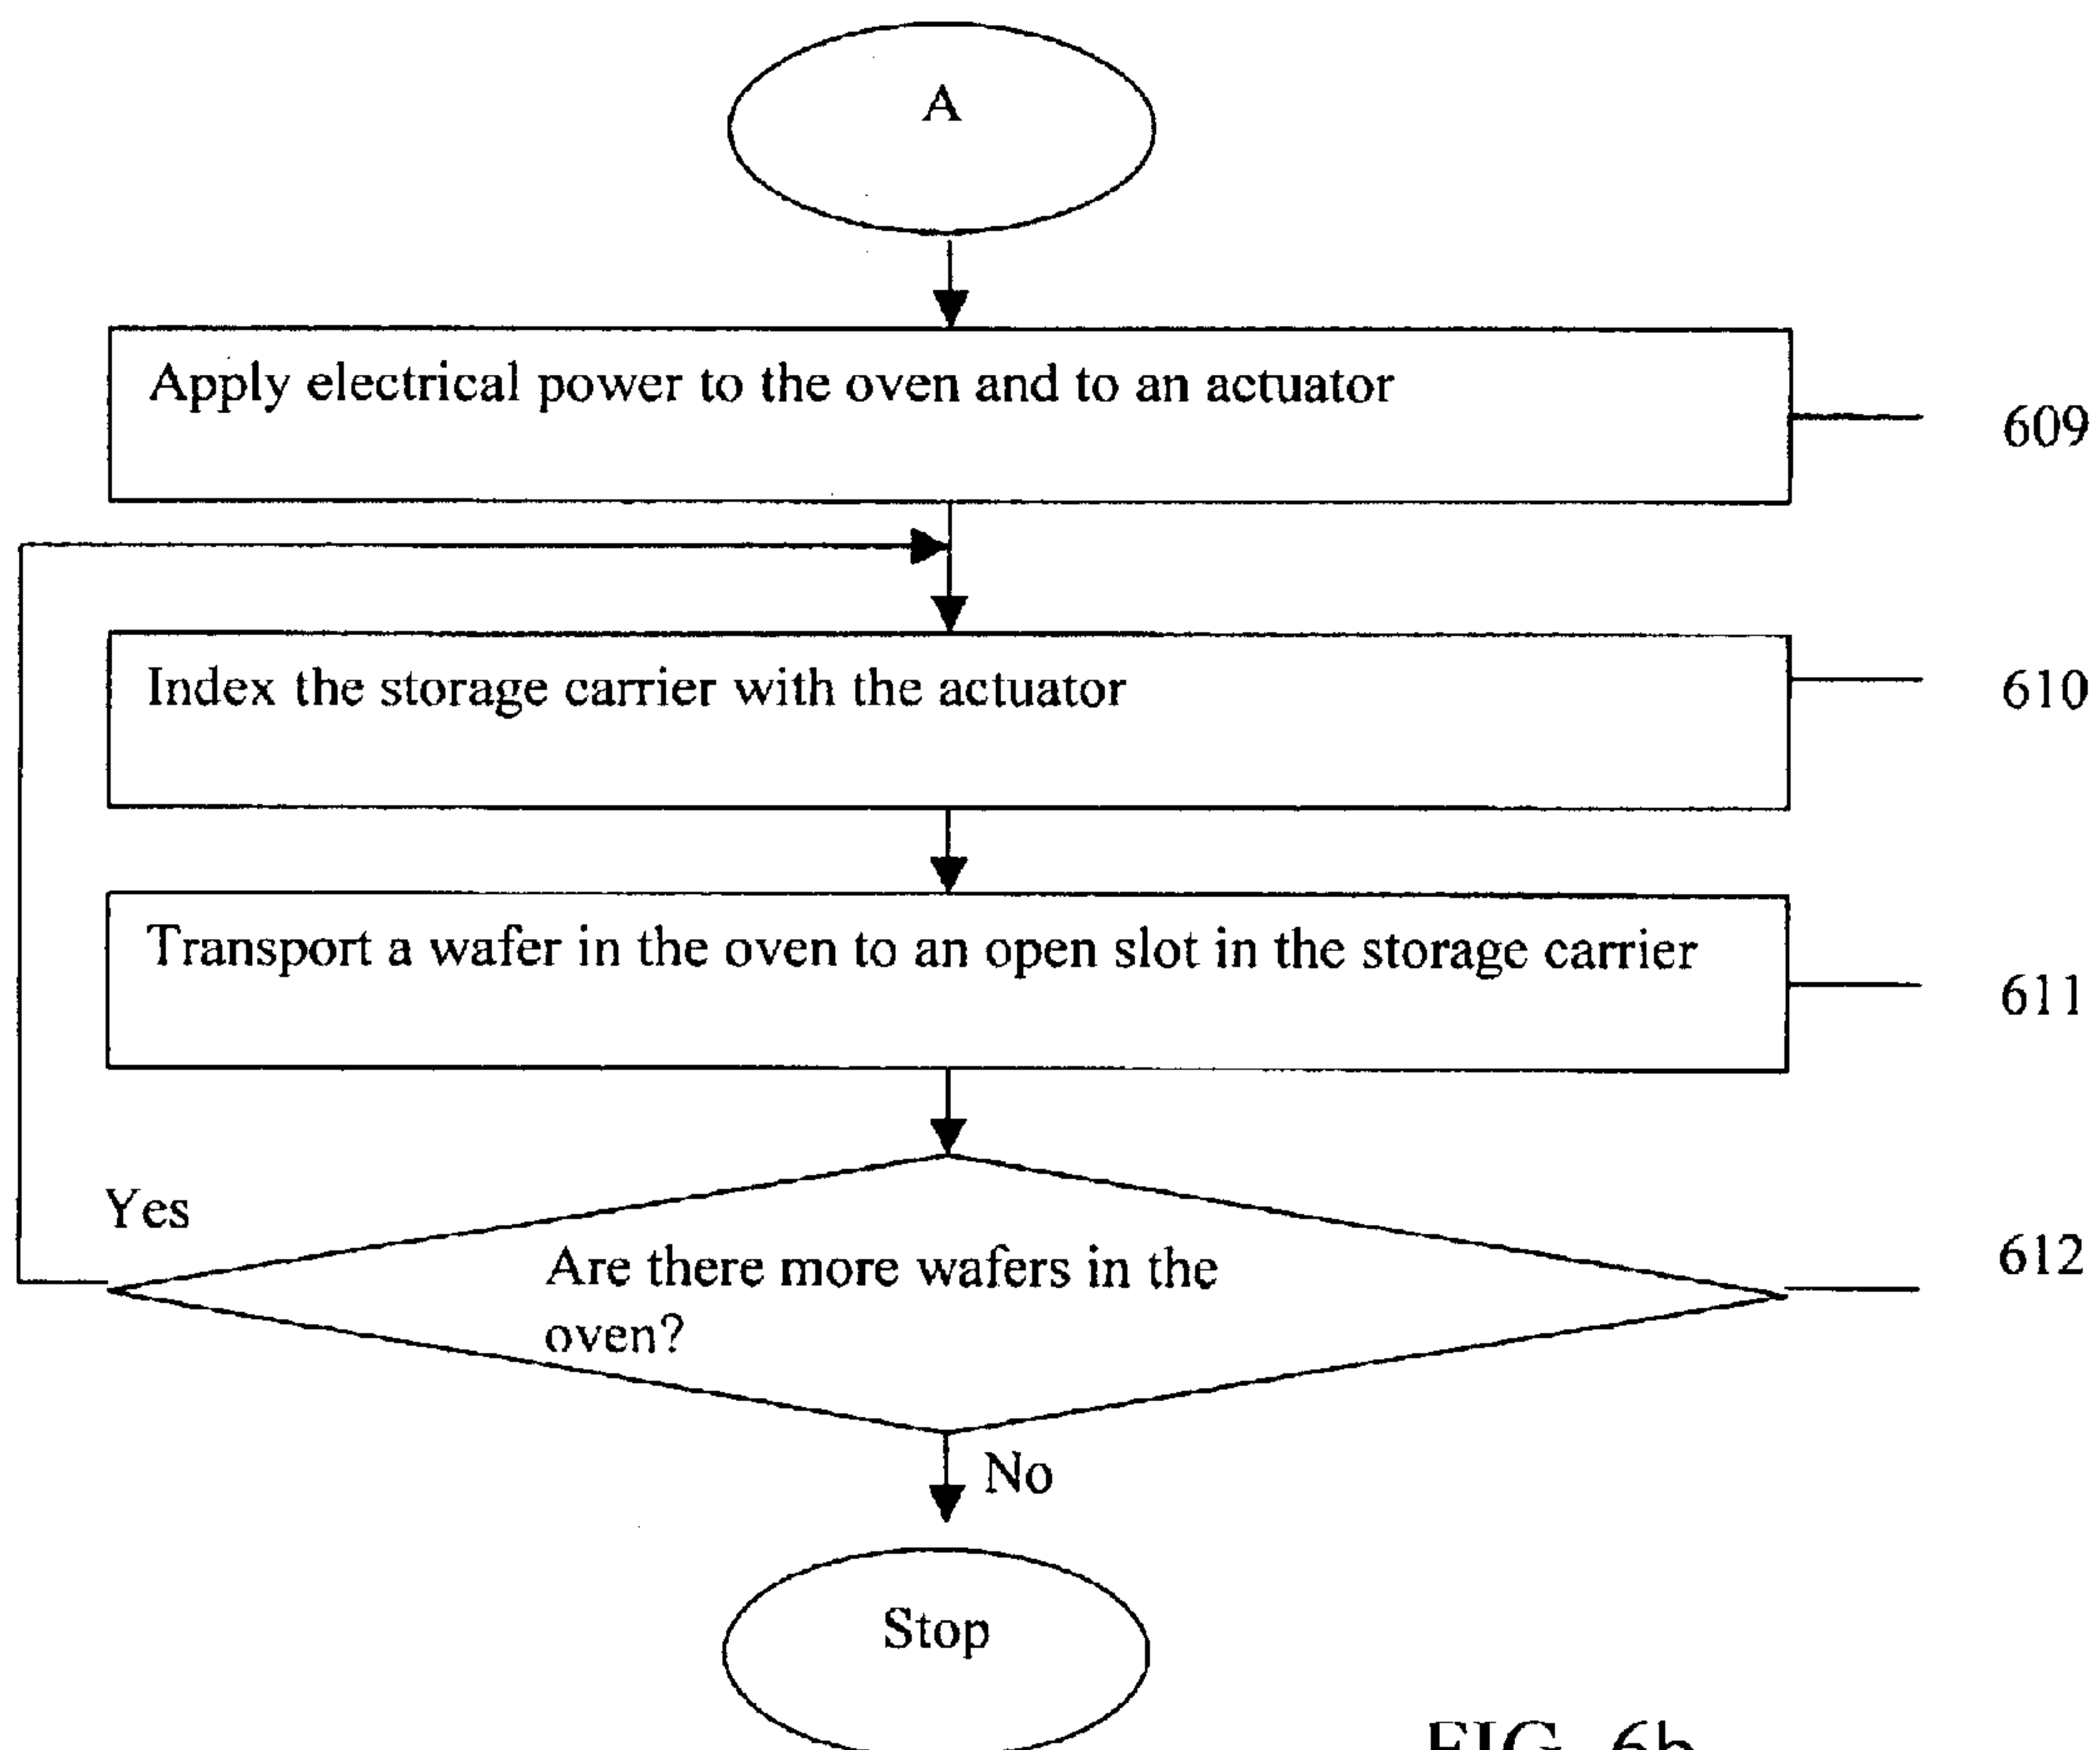 A
Apply electrical power to the oven and to an actuator
609
Index the storage carrier with the actuator
610
Transport a wafer in the oven to an open slot in the storage carrier
611
Yes
Are there more wafers in the
oven?
612
No
Stop
FIG. 6b